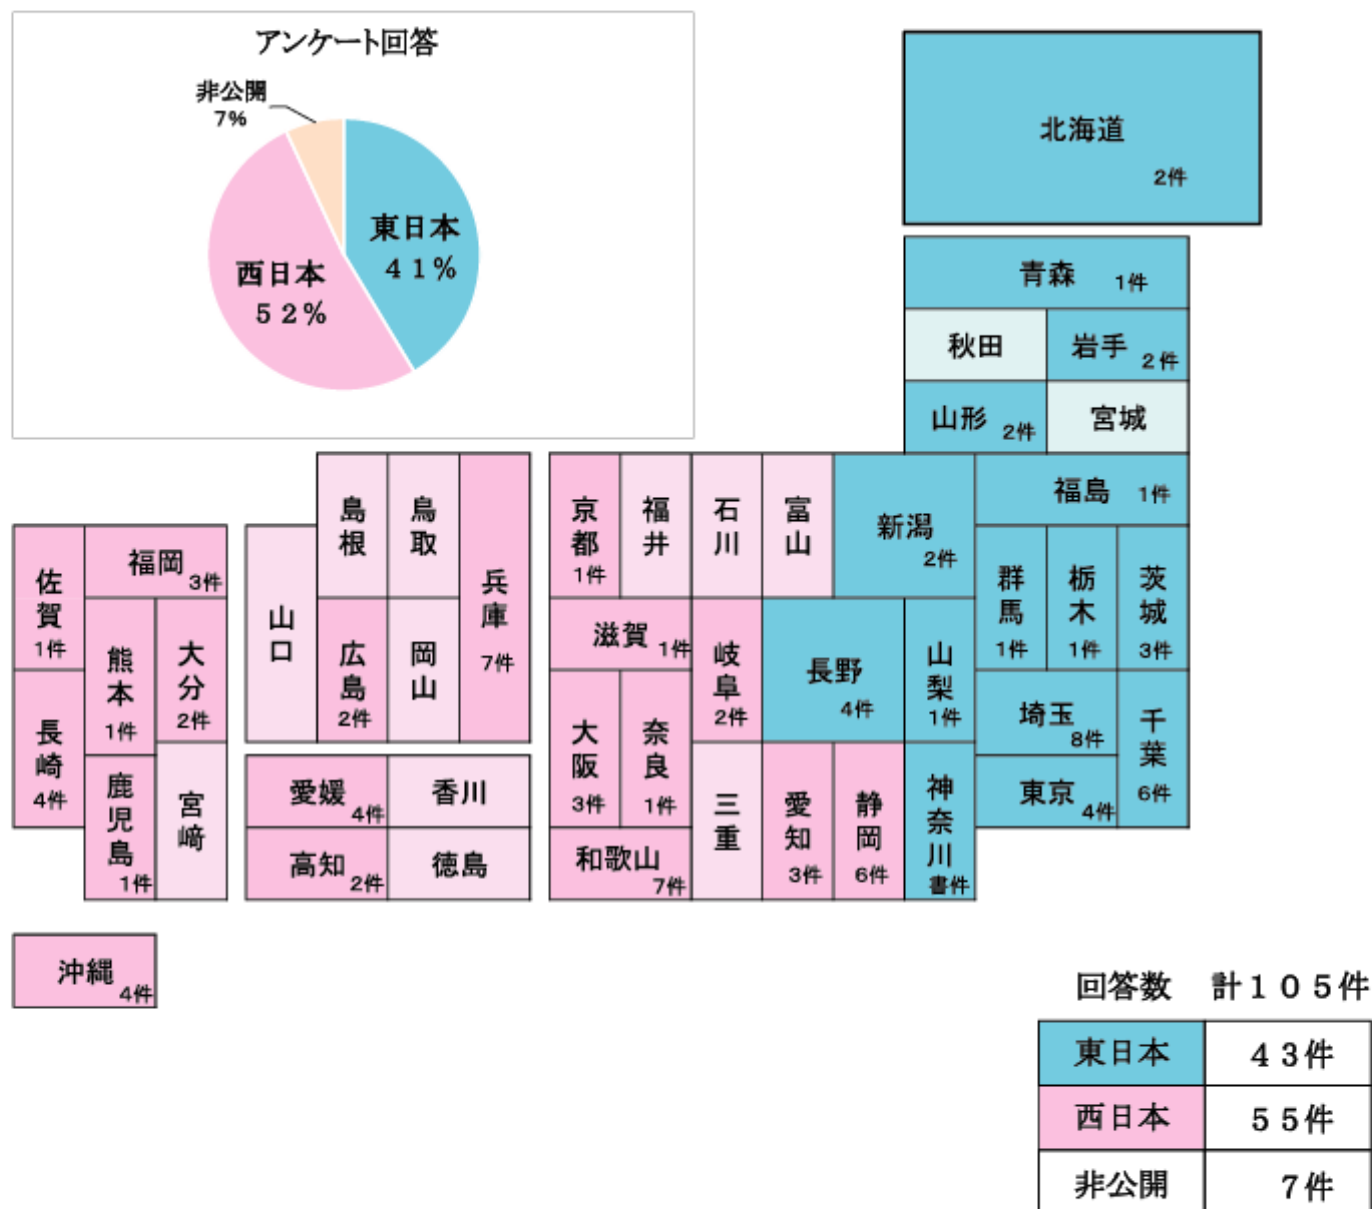 アンケート回答
非公開
7%
東日本
41%
西日本
52%
北海道
2件
青森 1件
秋田
岩手 2件
山形 2件
宮城
福島 1件
島根
鳥取
兵庫
7件
京都
1件
福井
石川
富山
新潟
2件
群馬
1件
栃木
1件
茨城
3件
佐賀
1件
福岡 3件
熊本
1件
大分
2件
長崎
4件
鹿児島
1件
宮﨑
山口
広島
2件
岡山
滋賀 1件
岐阜
2件
長野
4件
山梨
1件
埼玉
8件
千葉
6件
大阪
3件
奈良
1件
三重
愛知
3件
静岡
6件
神奈川
書件
東京 4件
愛媛 4件
香川
高知 2件
徳島
和歌山
7件
沖縄 4件
回答数 計105件
東日本 43件
西日本 55件
非公開 7件